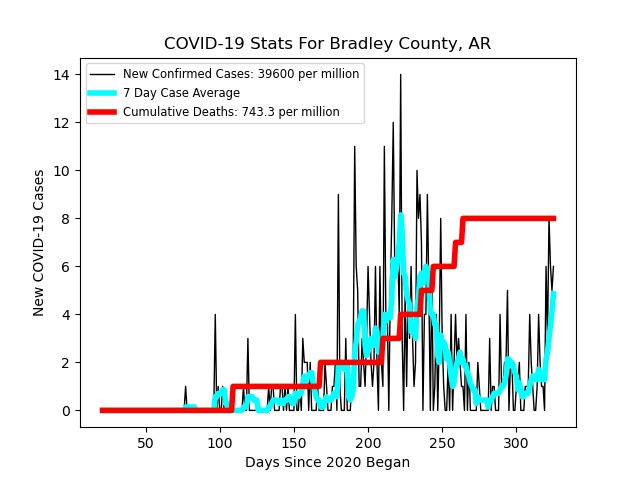 COVID-19 Stats For Bradley County, AR
New Confirmed Cases: 39600 per million
7 Day Case Average
Cumulative Deaths: 743.3 per million
New COVID-19 Cases
14
12
10
8
6
4
2
0
50 100 150 200 250 300
Days Since 2020 Began